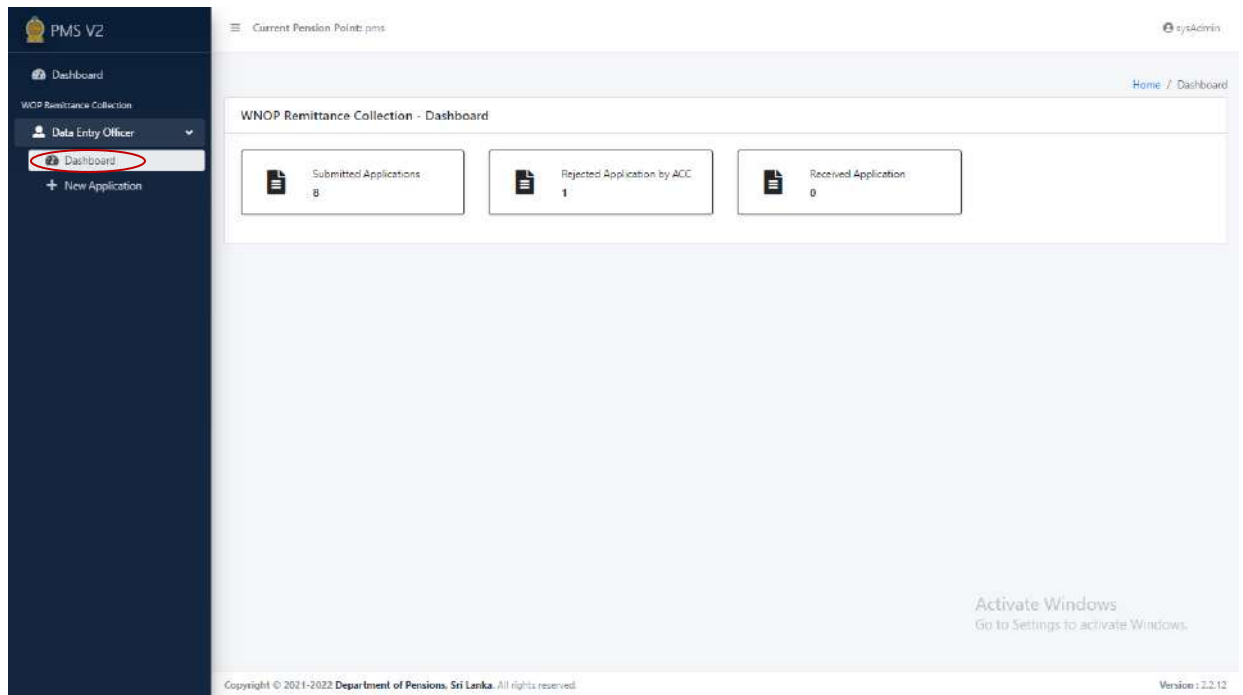 PMS V2
Current Pension Point: pms
sysAdmin
Dashboard
Home / Dashboard
WOP Remittance Collection
WNOP Remittance Collection - Dashboard
Data Entry Officer
Dashboard
New Application
Submitted Applications
8
Rejected Application by ACC
1
Received Application
0
Activate Windows
Go to Settings to activate Windows.
Copyright © 2021-2022 Department of Pensions, Sri Lanka. All rights reserved.
Version : 2.2.12